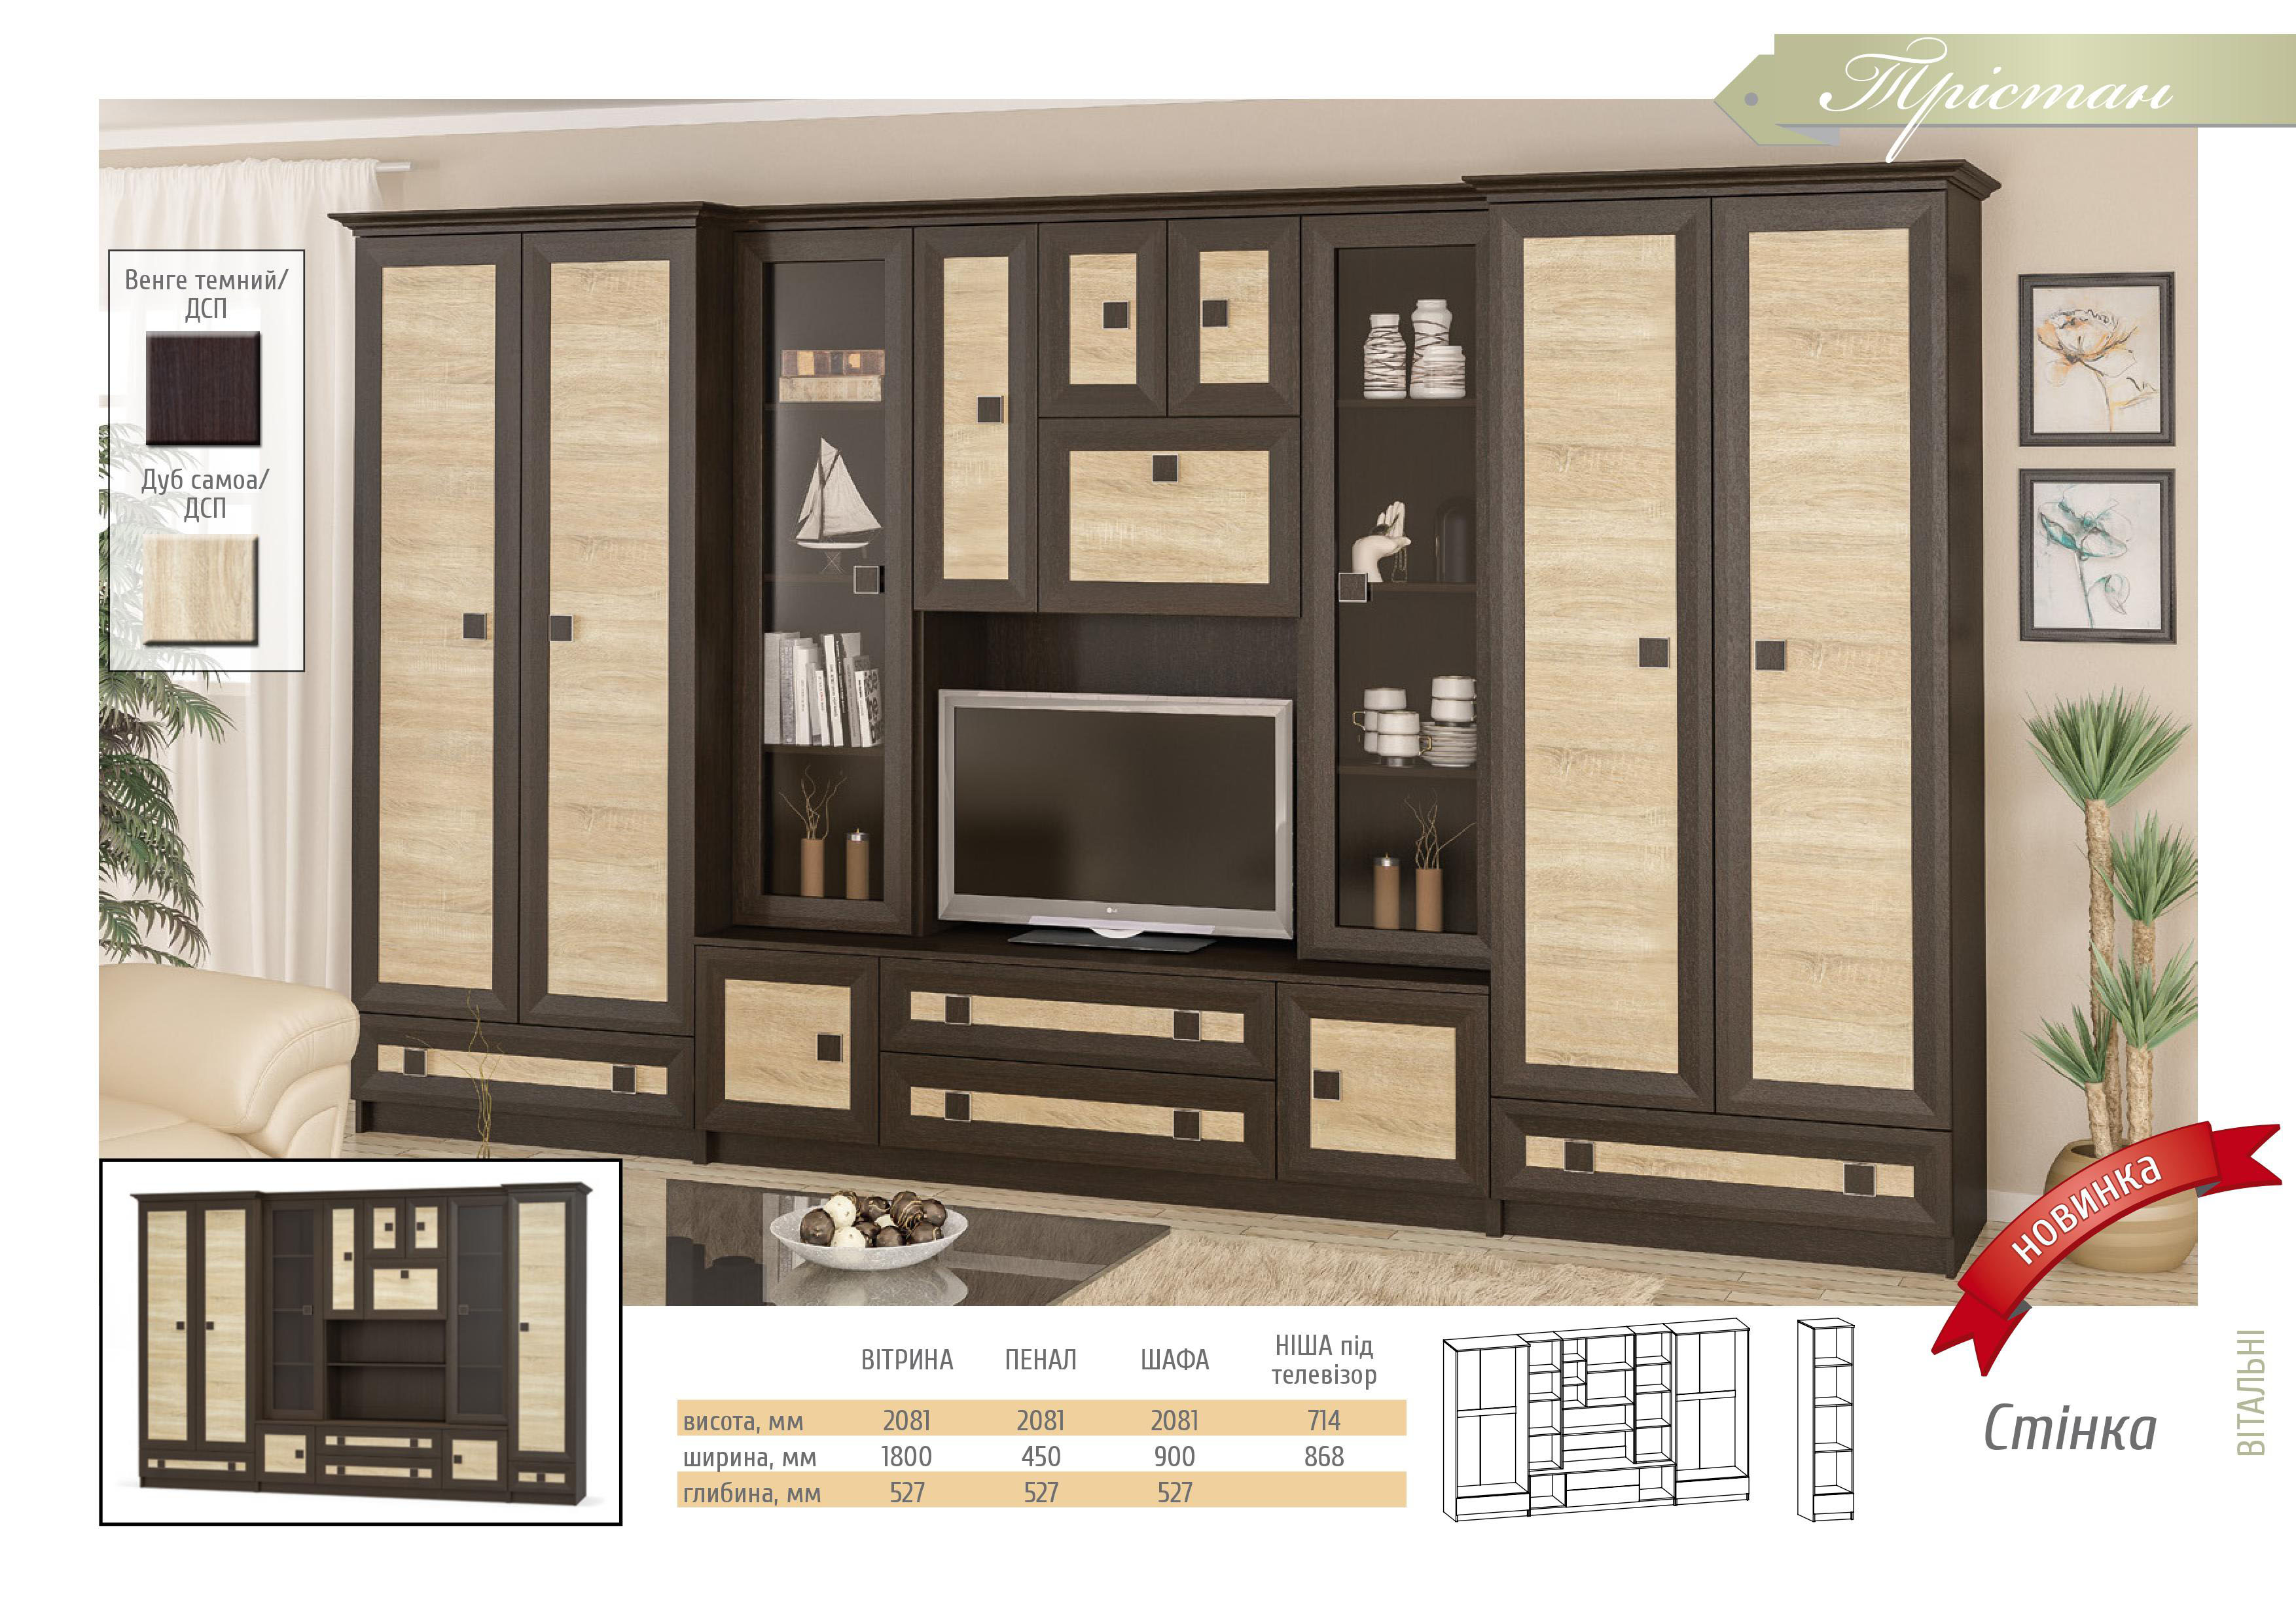 Трістан
Венге темний/
ДСП
Дуб самоа/
ДСП
LG
новинка
ВІТРИНА ПЕНАЛ ШАФА НІША під
телевізор
висота, мм 2081 2081 2081 714
ширина, мм 1800 450 900 868
глибина, мм 527 527 527
Стінка
ВІТАЛЬНІ